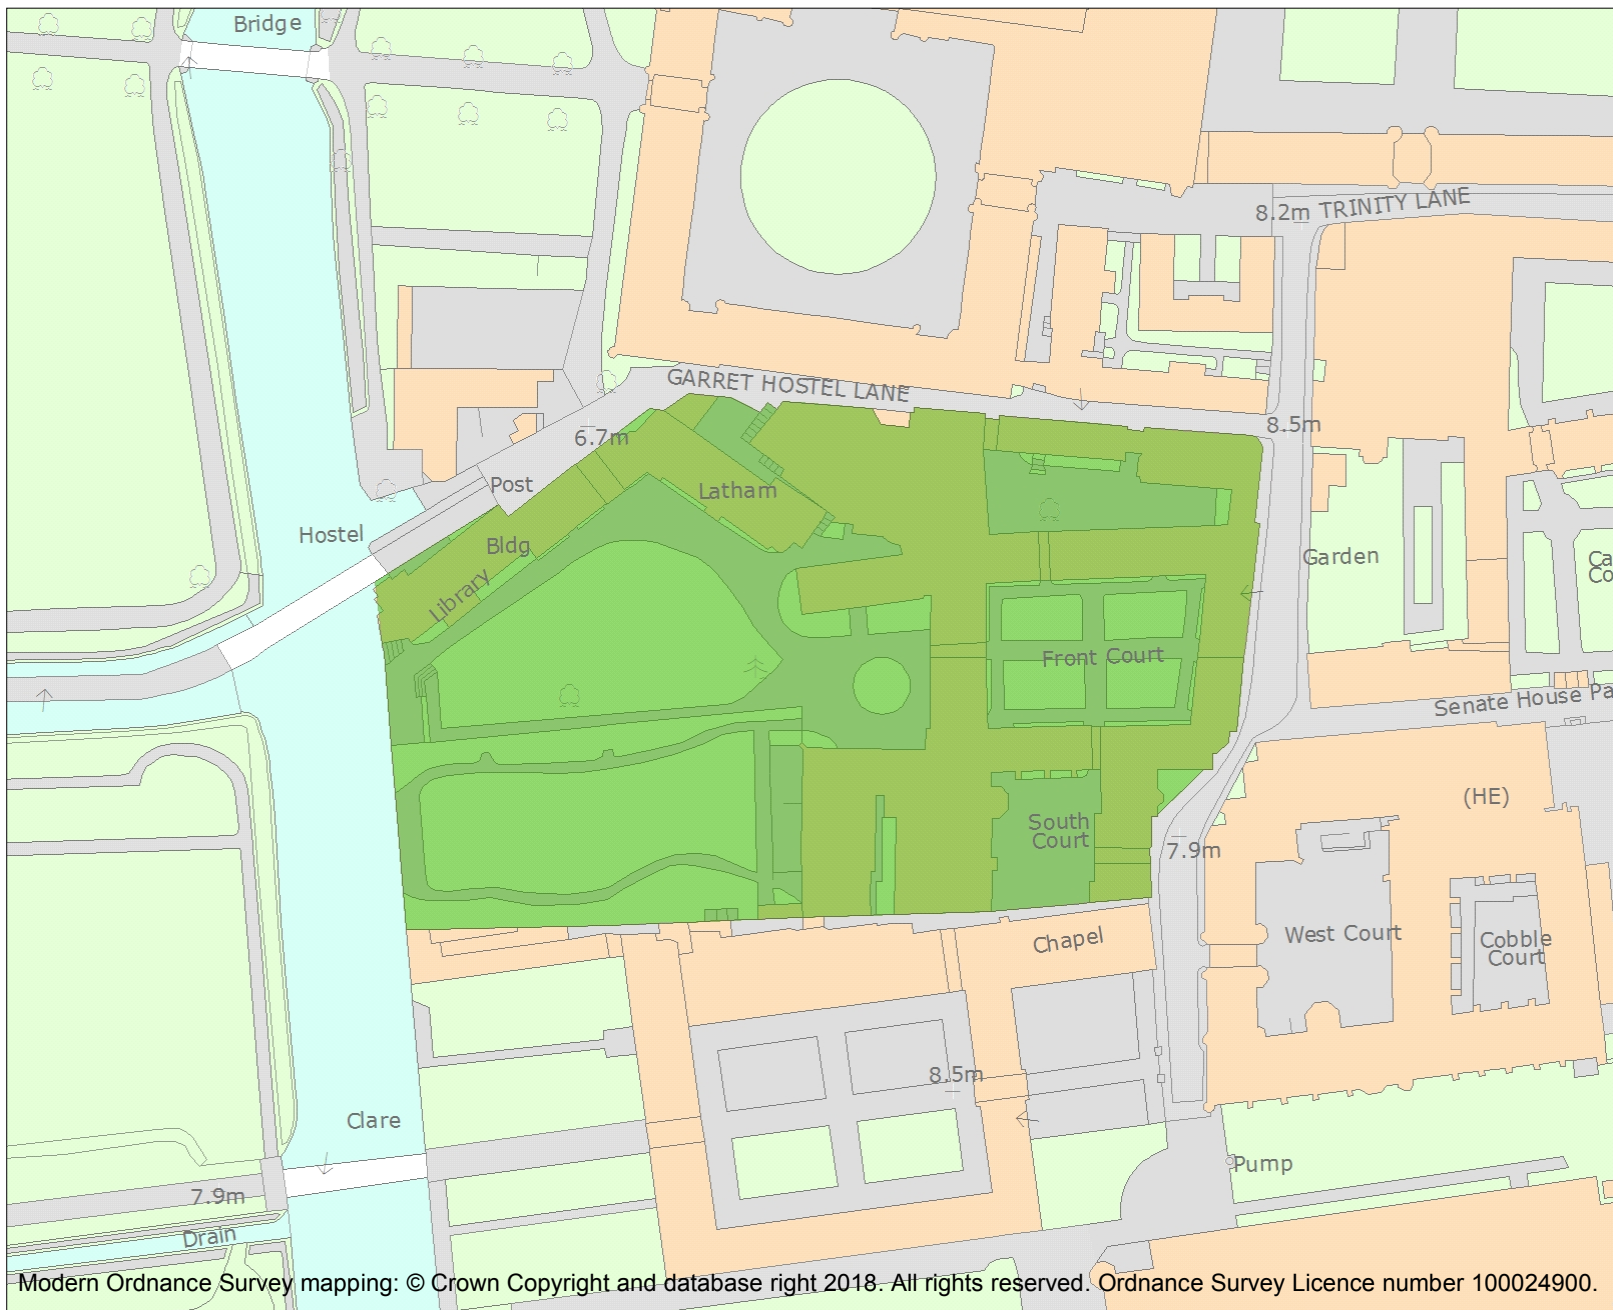 Bridge
8.2m TRINITY LANE
GARRET HOSTEL LANE
8.5m
6.7m
Post
Latham
Hostel
Bldg
Library
Garden
Ca
Co
Front Court
Senate House Pa
(HE)
South
Court
7.9m
Chapel
West Court
Cobble
Court
8.5m
Clare
Pump
7.9m
Drain
Modern Ordnance Survey mapping: © Crown Copyright and database right 2018. All rights reserved. Ordnance Survey Licence number 100024900.